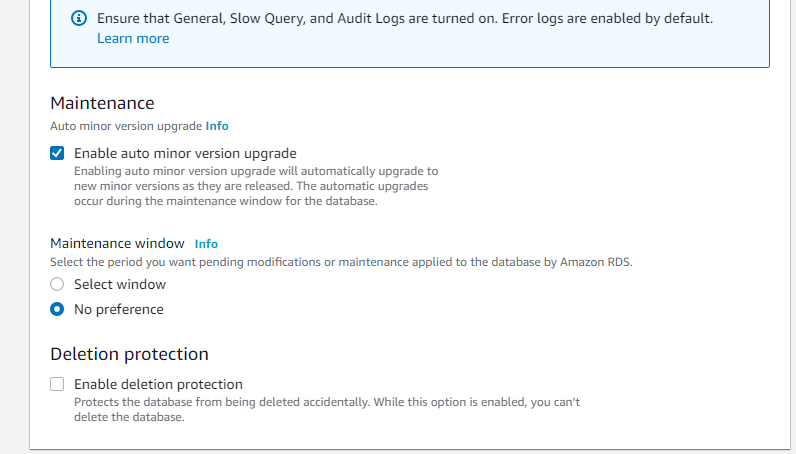 Ensure that General, Slow Query, and Audit Logs are turned on. Error logs are enabled by default.
Learn more
Maintenance
Auto minor version upgrade Info
Enable auto minor version upgrade
Enabling auto minor version upgrade will automatically upgrade to
new minor versions as they are released. The automatic upgrades
occur during the maintenance window for the database.
Maintenance window Info
Select the period you want pending modifications or maintenance applied to the database by Amazon RDS.
Select window
No preference
Deletion protection
Enable deletion protection
Protects the database from being deleted accidentally. While this option is enabled, you can't
delete the database.